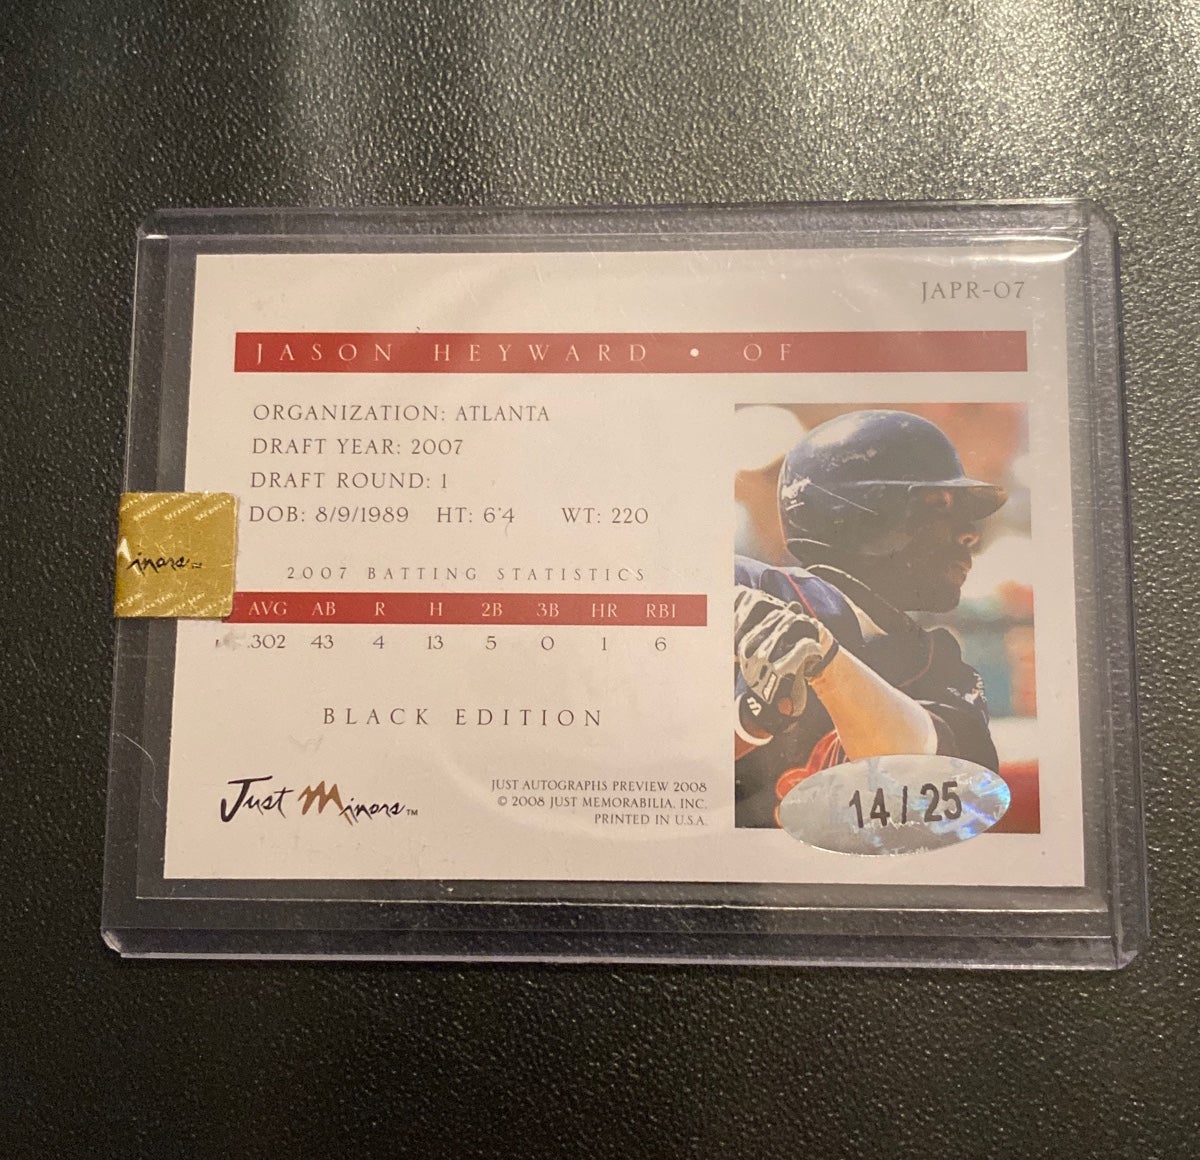 JAPR-07
JASON HEYWARD • OF
ORGANIZATION: ATLANTA
DRAFT YEAR: 2007
DRAFT ROUND: 1
DOB: 8/9/1989 HT: 6'4 WT: 220
2007 BATTING STATISTICS
AVG AB R H 2B 3B HR RBI
.302 43 4 13 5 0 1 6
BLACK EDITION
Just Minors™
JUST AUTOGRAPHS PREVIEW 2008
© 2008 JUST MEMORABILIA, INC.
PRINTED IN U.S.A.
14/25